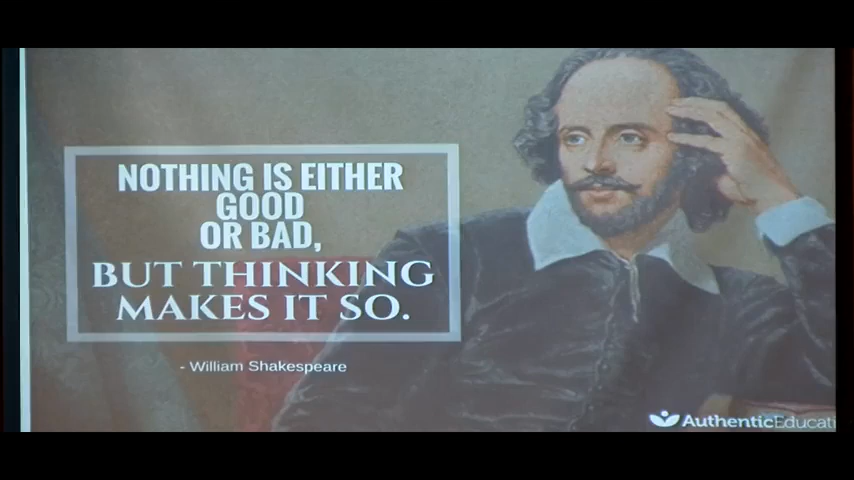 NOTHING IS EITHER
GOOD
OR BAD,
BUT THINKING
MAKES IT SO.
- William Shakespeare
AuthenticEducati